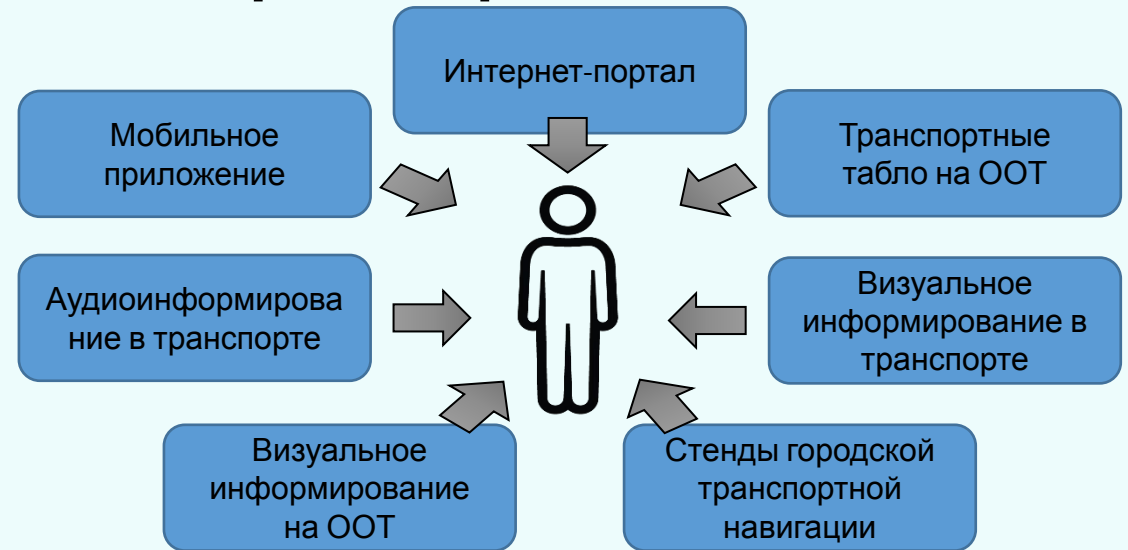 Интернет-портал
Мобильное
приложение
Транспортные
табло на ООТ
Аудиоинформирова
ние в транспорте
Визуальное
информирование в
транспорте
Визуальное
информирование
на ООТ
Стенды городской
транспортной
навигации